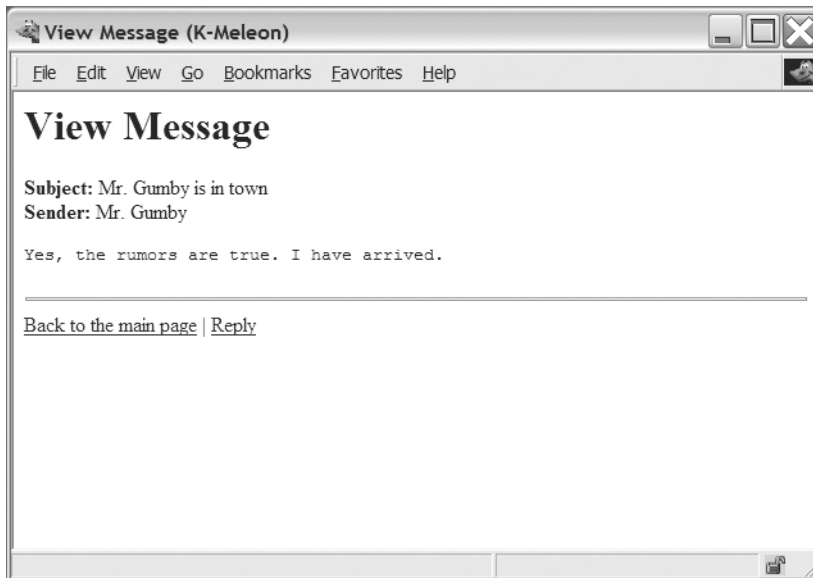 View Message (K-Meleon)
File Edit View Go Bookmarks Favorites Help
View Message
Subject: Mr. Gumby is in town
Sender: Mr. Gumby
Yes, the rumors are true. I have arrived.
Back to the main page | Reply